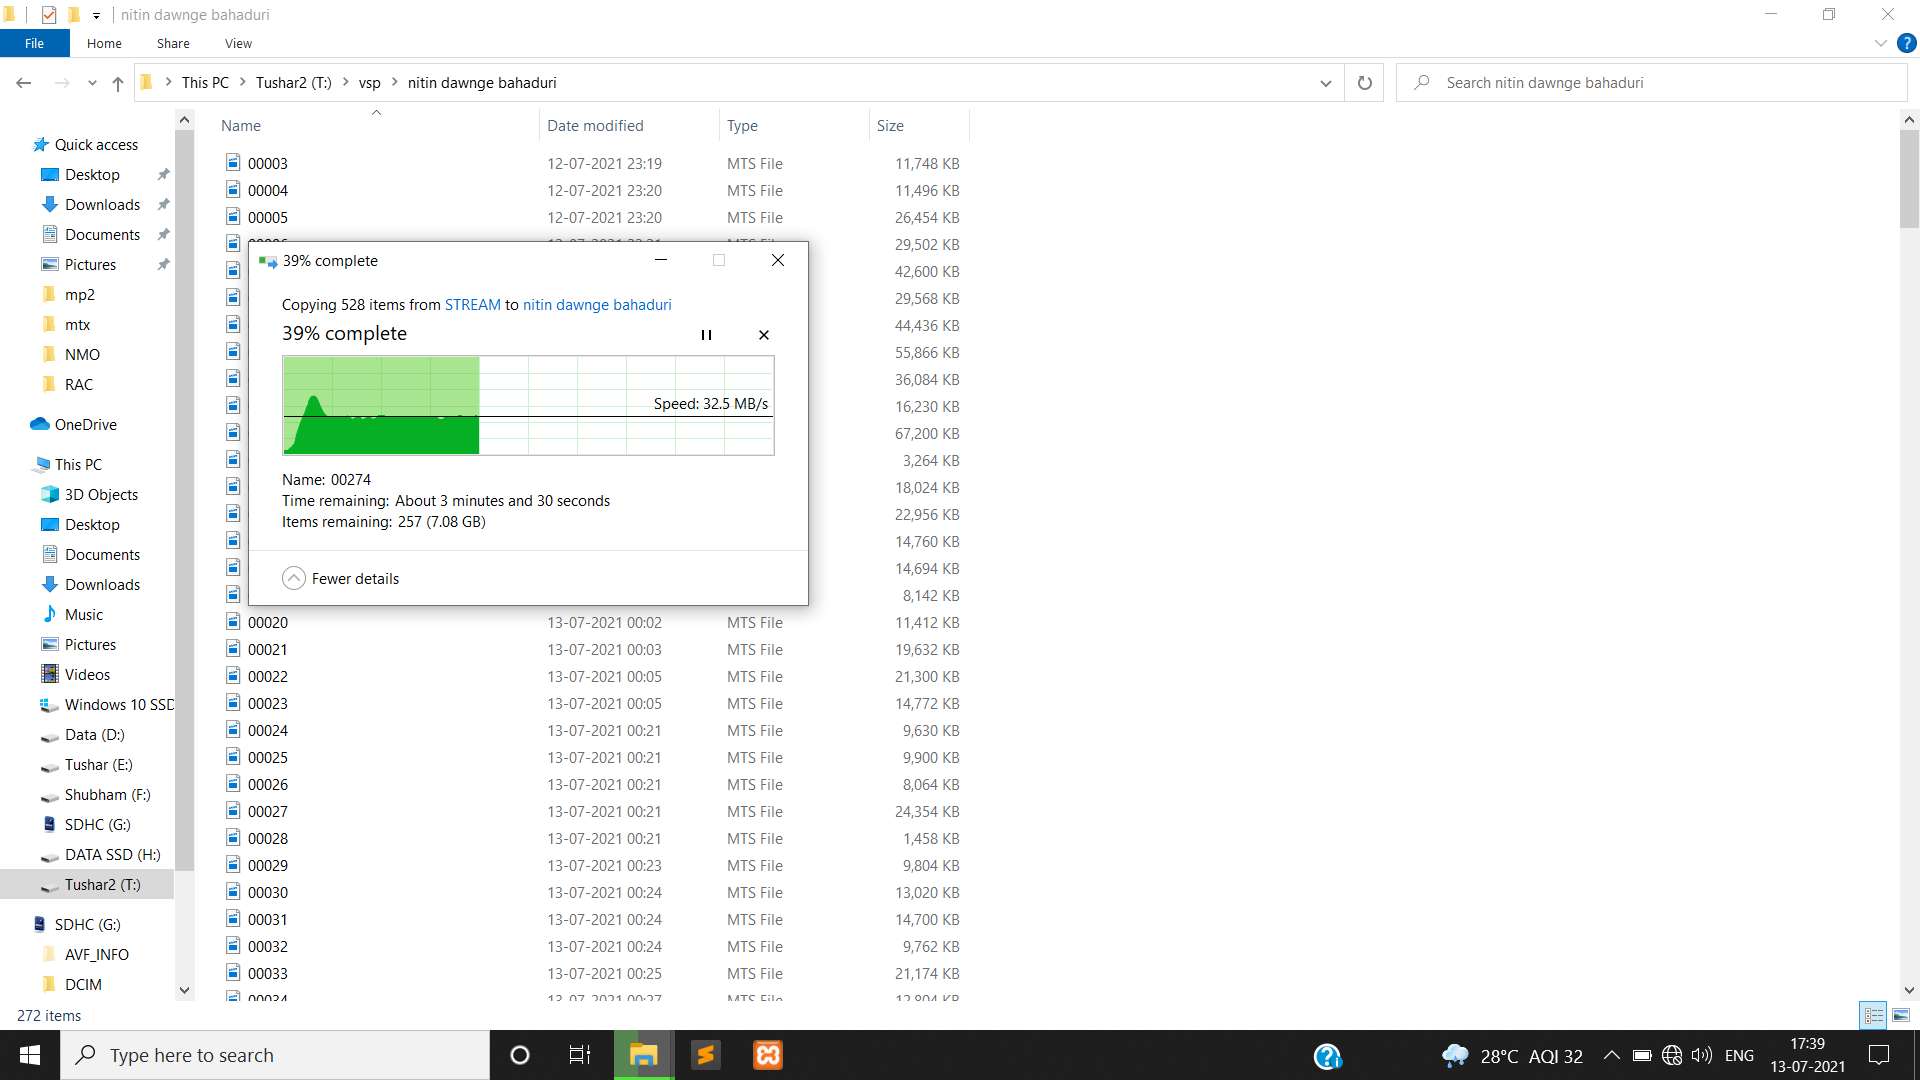 nitin dawnge bahaduri
File Home Share View
This PC Tushar2 (T:) vsp nitin dawnge bahaduri
Search nitin dawnge bahaduri
Quick access
Desktop
Downloads
Documents
Pictures
mp2
mtx
NMO
RAC
OneDrive
This PC
3D Objects
Desktop
Documents
Downloads
Music
Pictures
Videos
Windows 10 SSD
Data (D:)
Tushar (E:)
Shubham (F:)
SDHC (G:)
DATA SSD (H:)
Tushar2 (T:)
SDHC (G:)
AVF_INFO
DCIM
Name Date modified Type Size
00003 12-07-2021 23:19 MTS File 11,748 KB
00004 12-07-2021 23:20 MTS File 11,496 KB
00005 12-07-2021 23:20 MTS File 26,454 KB
29,502 KB
42,600 KB
29,568 KB
44,436 KB
55,866 KB
36,084 KB
16,230 KB
67,200 KB
3,264 KB
18,024 KB
22,956 KB
14,760 KB
14,694 KB
8,142 KB
39% complete
Copying 528 items from STREAM to nitin dawnge bahaduri
39% complete
Speed: 32.5 MB/s
Name: 00274
Time remaining: About 3 minutes and 30 seconds
Items remaining: 257 (7.08 GB)
Fewer details
00020 13-07-2021 00:02 MTS File 11,412 KB
00021 13-07-2021 00:03 MTS File 19,632 KB
00022 13-07-2021 00:05 MTS File 21,300 KB
00023 13-07-2021 00:05 MTS File 14,772 KB
00024 13-07-2021 00:21 MTS File 9,630 KB
00025 13-07-2021 00:21 MTS File 9,900 KB
00026 13-07-2021 00:21 MTS File 8,064 KB
00027 13-07-2021 00:21 MTS File 24,354 KB
00028 13-07-2021 00:21 MTS File 1,458 KB
00029 13-07-2021 00:23 MTS File 9,804 KB
00030 13-07-2021 00:24 MTS File 13,020 KB
00031 13-07-2021 00:24 MTS File 14,700 KB
00032 13-07-2021 00:24 MTS File 9,762 KB
00033 13-07-2021 00:25 MTS File 21,174 KB
00034 13-07-2021 00:27 MTS File 12,804 KB
272 items
Type here to search
28°C AQI 32
ENG
17:39
13-07-2021